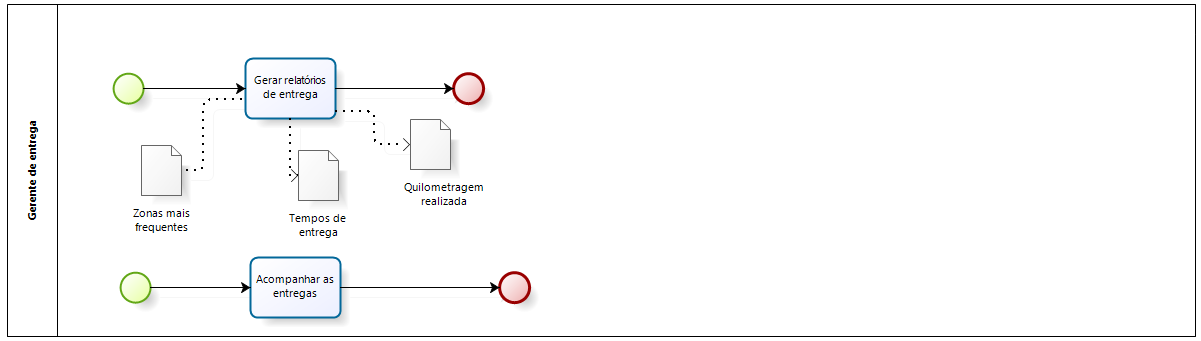 Gerente de entrega
Gerar relatórios
de entrega
Zonas mais
frequentes
Tempos de
entrega
Quilometragem
realizada
Acompanhar as
entregas